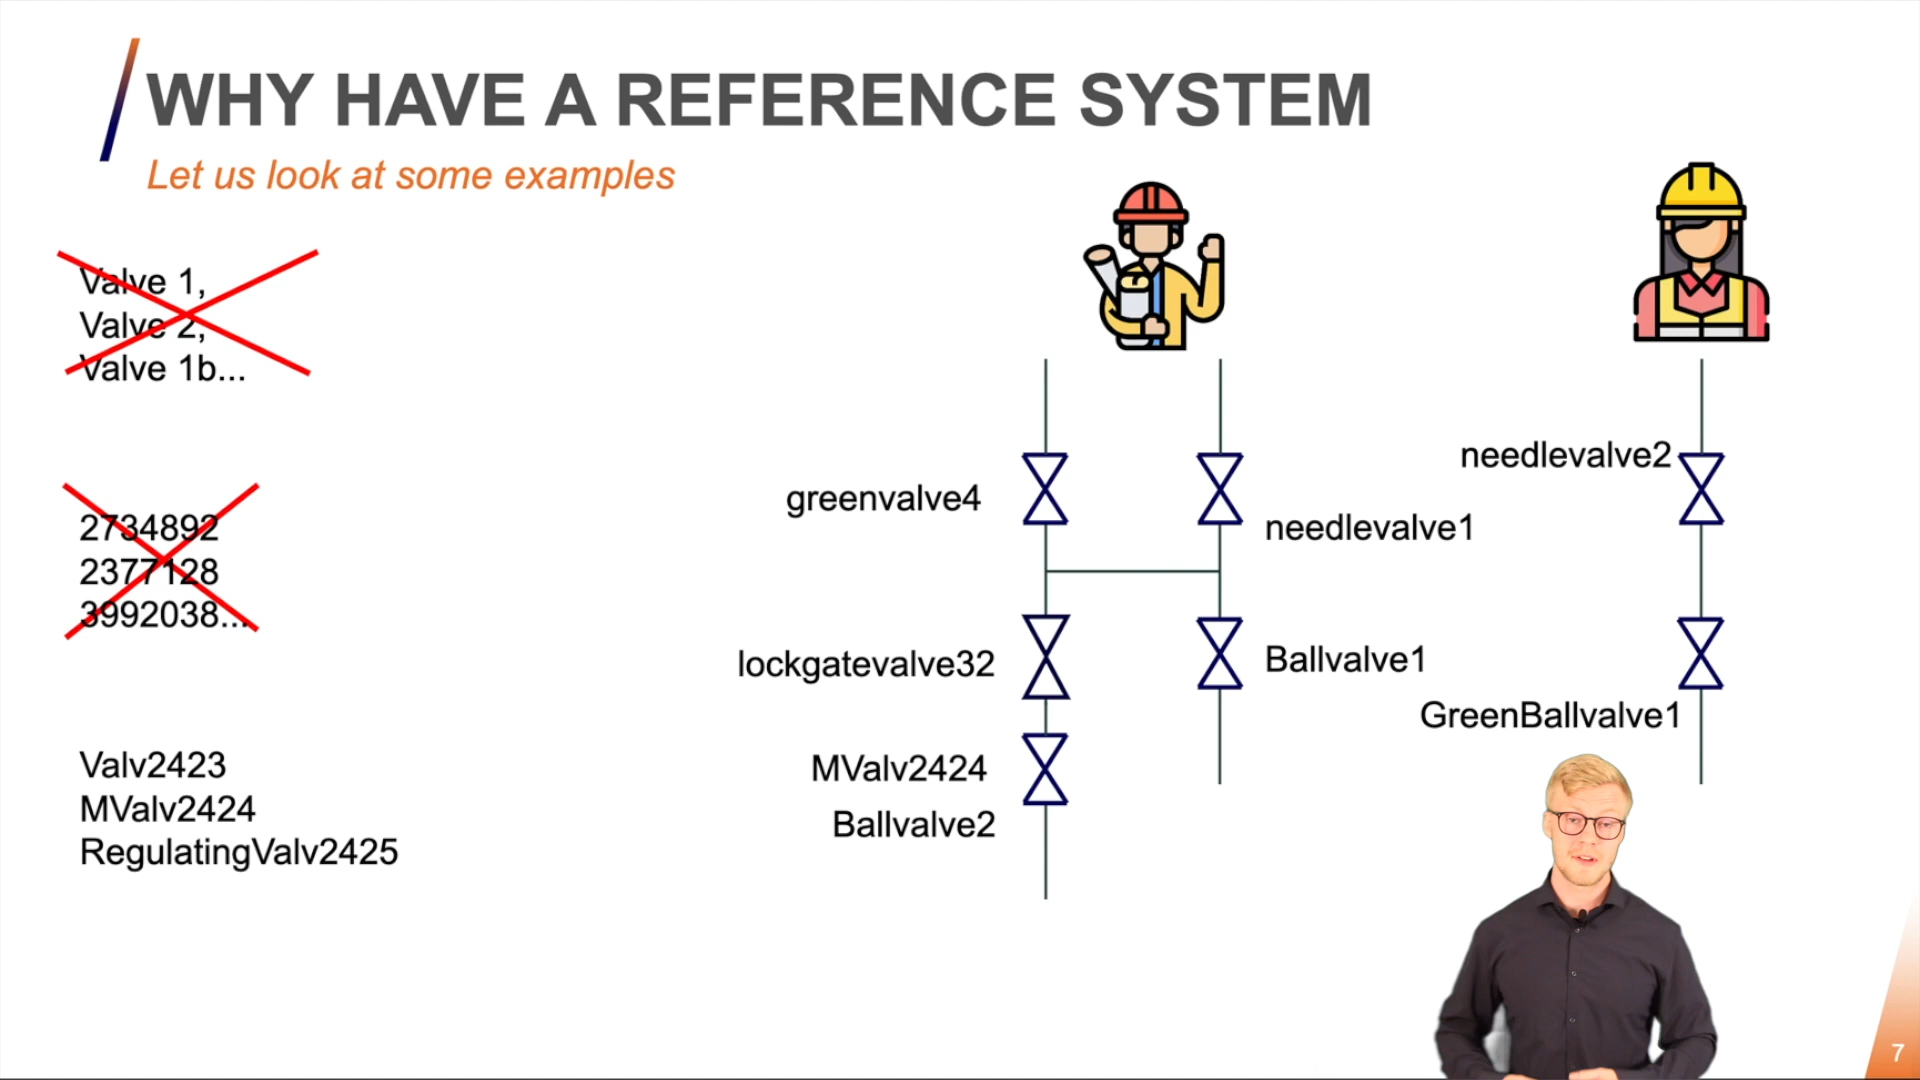 WHY HAVE A REFERENCE SYSTEM
Let us look at some examples
Valve 1,
Valve 2,
Valve 1b...
2734892
2377128
3992038...
Valv2423
MValv2424
RegulatingValv2425
greenvalve4
needlevalve1
lockgatevalve32
Ballvalve1
MValv2424
Ballvalve2
needlevalve2
GreenBallvalve1
7